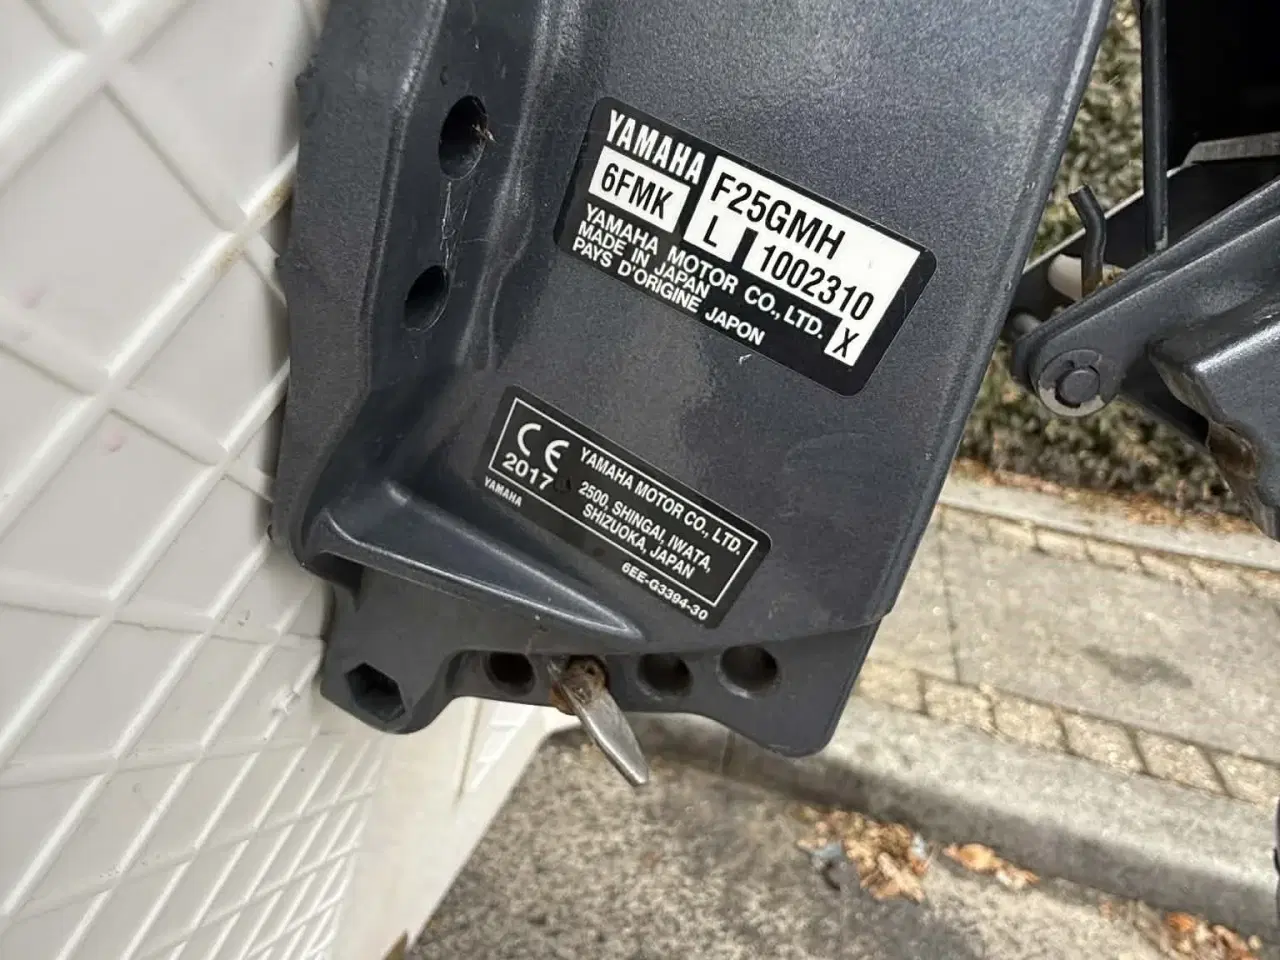 YAMAHA
F25GMH
6FMK
L 1002310
YAMAHA MOTOR CO., LTD.
MADE IN JAPAN
PAYS D'ORIGINE JAPON
X
CE
2017
YAMAHA MOTOR CO., LTD.
2500, SHINGAI, IWATA,
SHIZUOKA, JAPAN
YAMAHA
6EE-G3394-30